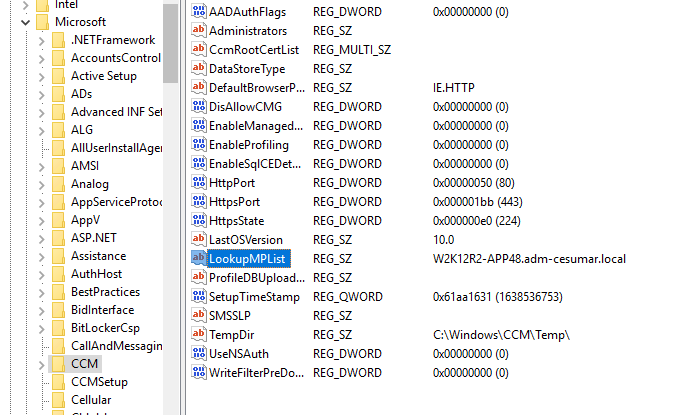 Intel
Microsoft
.NETFramework
AccountsControl
Active Setup
ADs
Advanced INF Set
ALG
AllUserInstallAgen
AMSI
Analog
AppServiceProtoc
AppV
ASP.NET
Assistance
AuthHost
BestPractices
BidInterface
BitLockerCsp
CallAndMessagin
CCM
CCMSetup
Cellular
AADAuthFlags REG_DWORD 0x00000000 (0)
Administrators REG_SZ
CcmRootCertList REG_MULTI_SZ
DataStoreType REG_SZ
DefaultBrowserP... REG_SZ IE.HTTP
DisAllowCMG REG_DWORD 0x00000000 (0)
EnableManaged... REG_DWORD 0x00000000 (0)
EnableProfiling REG_DWORD 0x00000000 (0)
EnableSqlCEDet... REG_DWORD 0x00000000 (0)
HttpPort REG_DWORD 0x00000050 (80)
HttpsPort REG_DWORD 0x000001bb (443)
HttpsState REG_DWORD 0x000000e0 (224)
LastOSVersion REG_SZ 10.0
LookupMPList REG_SZ W2K12R2-APP48.adm-cesumar.local
ProfileDBUpload... REG_SZ
SetupTimeStamp REG_QWORD 0x61aa1631 (1638536753)
SMSSLP REG_SZ
TempDir REG_SZ C:\Windows\CCM\Temp\
UseNSAuth REG_DWORD 0x00000000 (0)
WriteFilterPreDo... REG_DWORD 0x00000000 (0)